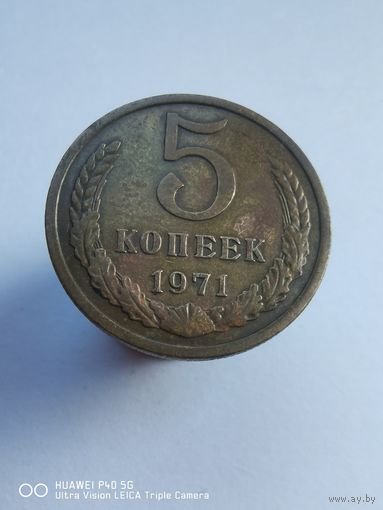 5
КОПЕЕК
1971
HUAWEI P40 5G
Ultra Vision LEICA Triple Camera
www.ay.by